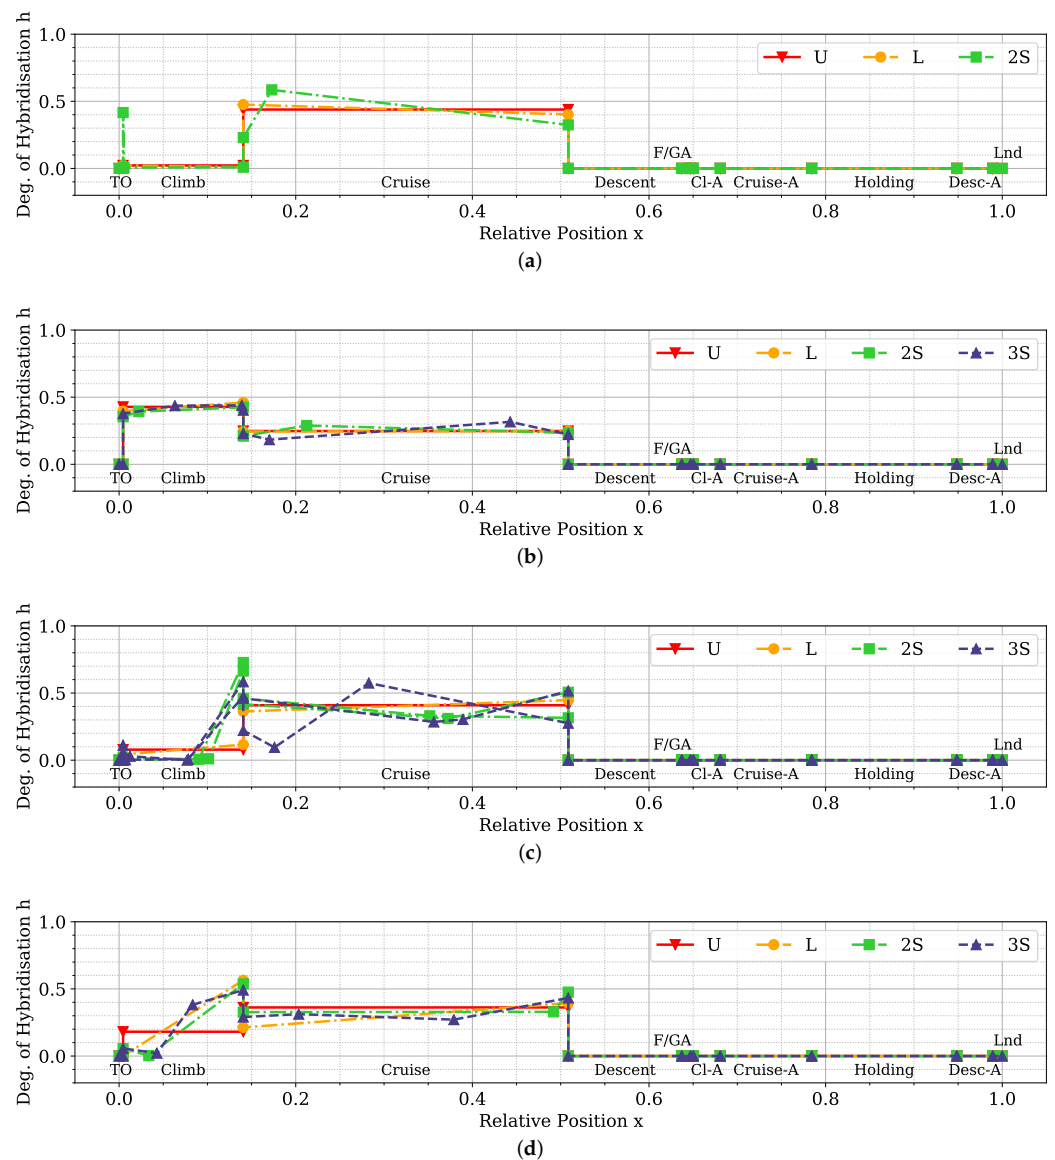 Deg. of Hybridisation h
1.0
0.5
0.0
U L 2S
F/GA Lnd
TO Climb Cruise Descent Cl-A Cruise-A Holding Desc-A
0.0 0.2 0.4 0.6 0.8 1.0
Relative Position x
(a)
Deg. of Hybridisation h
1.0
0.5
0.0
U L 2S 3S
F/GA Lnd
TO Climb Cruise Descent Cl-A Cruise-A Holding Desc-A
0.0 0.2 0.4 0.6 0.8 1.0
Relative Position x
(b)
Deg. of Hybridisation h
1.0
0.5
0.0
U L 2S 3S
F/GA Lnd
TO Climb Cruise Descent Cl-A Cruise-A Holding Desc-A
0.0 0.2 0.4 0.6 0.8 1.0
Relative Position x
(c)
Deg. of Hybridisation h
1.0
0.5
0.0
U L 2S 3S
F/GA Lnd
TO Climb Cruise Descent Cl-A Cruise-A Holding Desc-A
0.0 0.2 0.4 0.6 0.8 1.0
Relative Position x
(d)